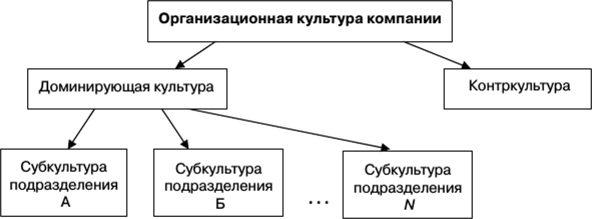 Организационная культура компании
Доминирующая культура
Контркультура
Субкультура
подразделения
А
Субкультура
подразделения
Б
...
Субкультура
подразделения
N